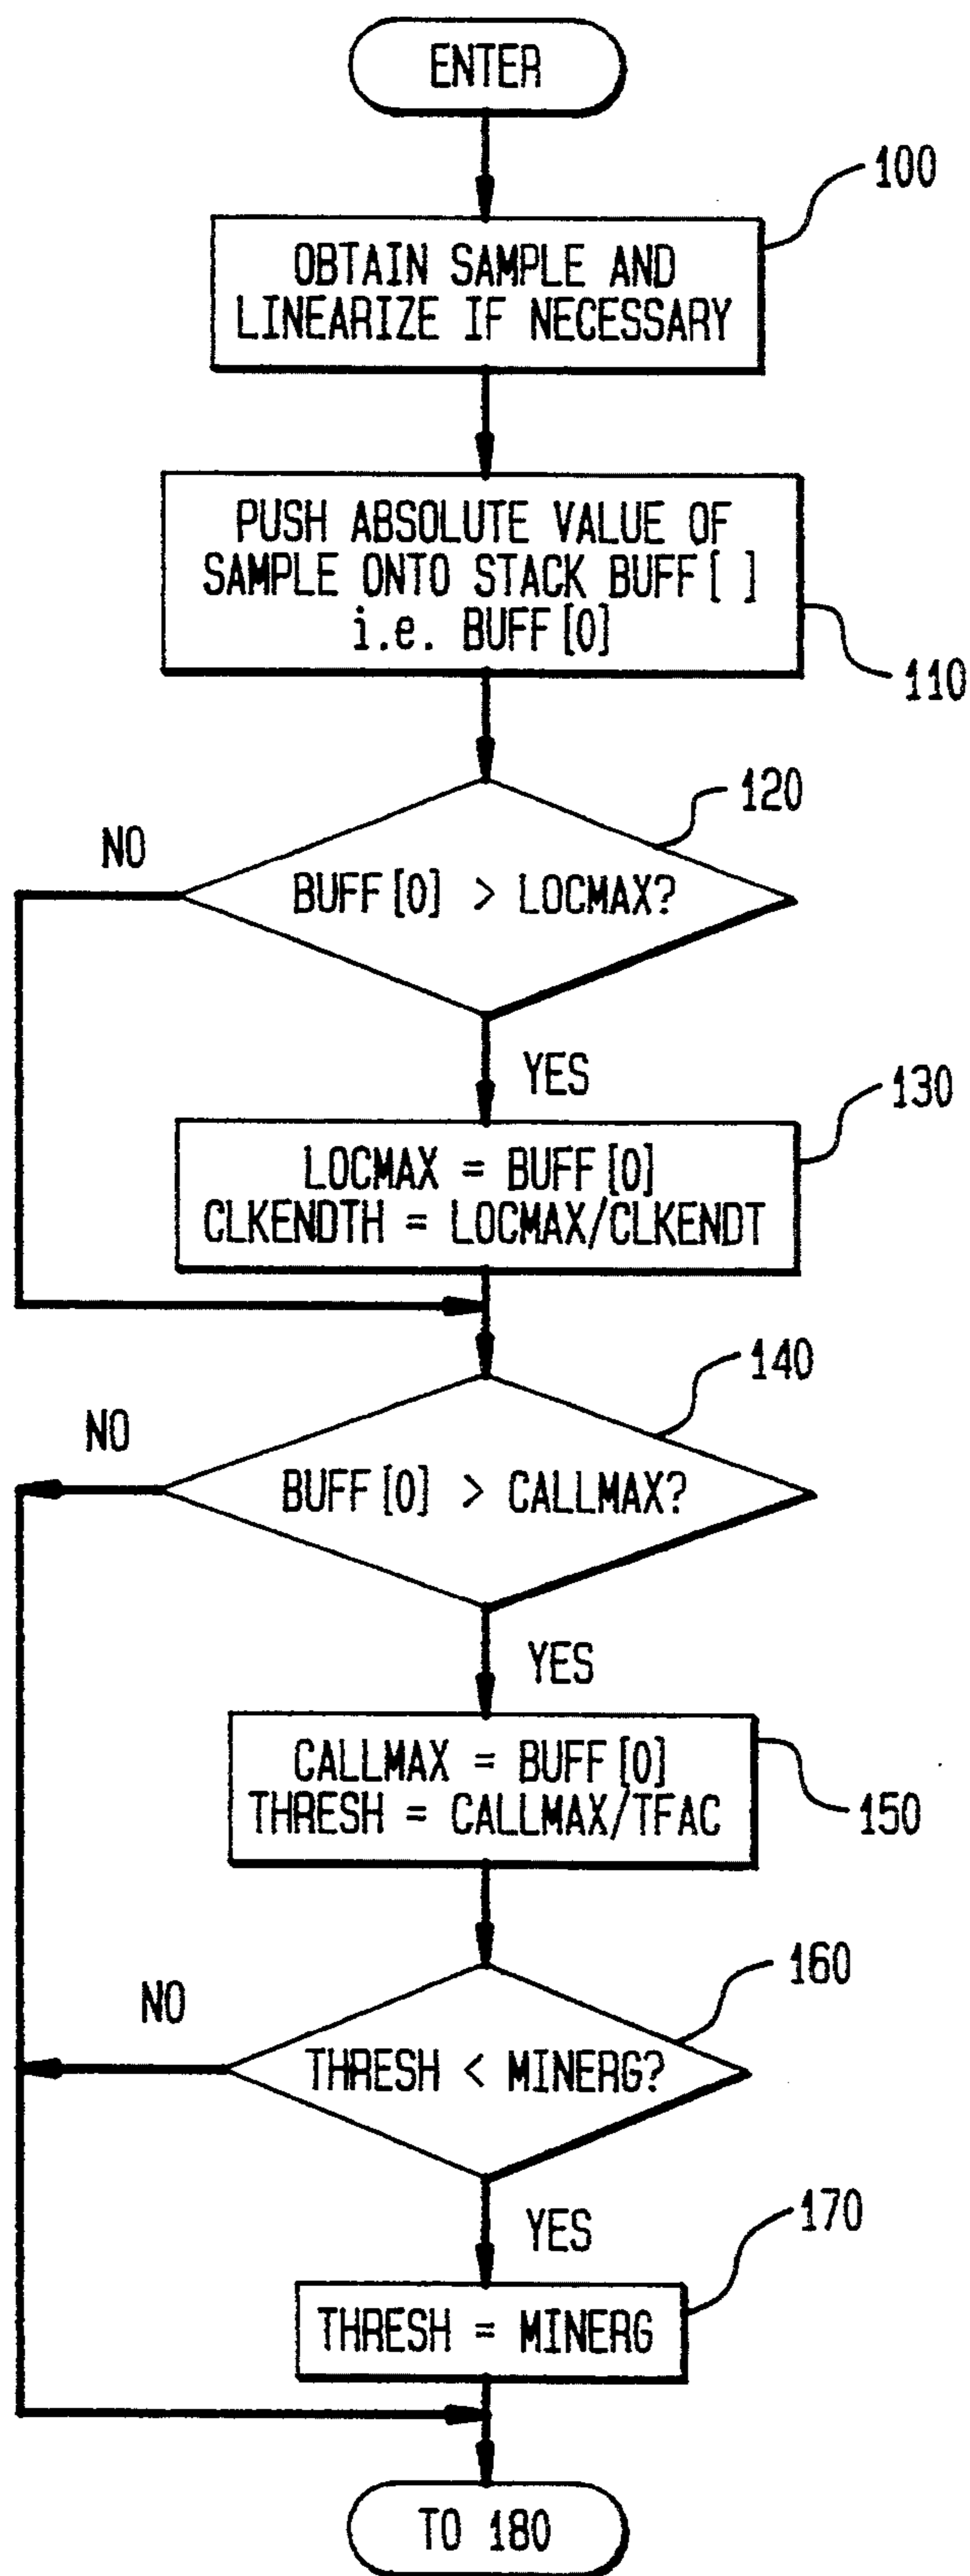 ENTER
100
OBTAIN SAMPLE AND
LINEARIZE IF NECESSARY
PUSH ABSOLUTE VALUE OF
SAMPLE ONTO STACK BUFF[ ]
i.e. BUFF[0]
110
120
NO
BUFF[0] > LOCMAX?
YES
130
LOCMAX = BUFF[0]
CLKENDTH = LOCMAX/CLKENDT
140
NO
BUFF[0] > CALLMAX?
YES
CALLMAX = BUFF[0]
THRESH = CALLMAX/TFAC
150
160
NO
THRESH < MINERG?
YES
170
THRESH = MINERG
TO 180